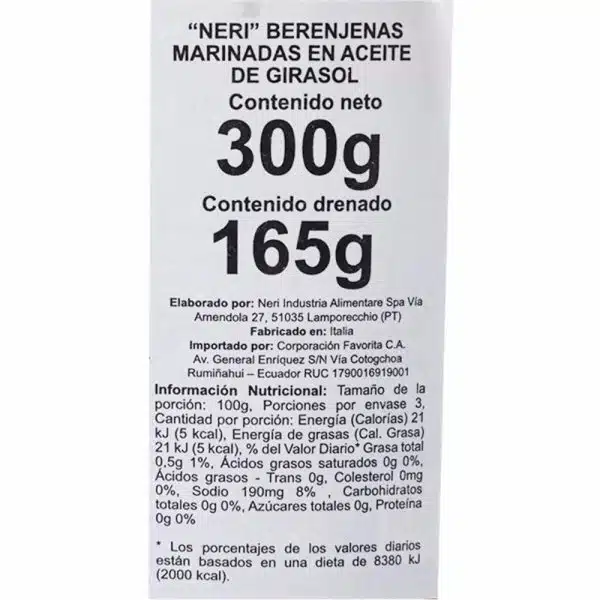 “NERI” BERENJENAS
MARINADAS EN ACEITE
DE GIRASOL
Contenido neto
300g
Contenido drenado
165g
Elaborado por: Neri Industria Alimentare Spa Vía
Amendola 27, 51035 Lamporecchio (PT)
Fabricado en: Italia
Importado por: Corporación Favorita C.A.
Av. General Enríquez S/N Vía Cotogchoa
Rumiñahui – Ecuador RUC 1790016919001
Información Nutricional: Tamaño de la
porción: 100g, Porciones por envase 3,
Cantidad por porción: Energía (Calorías) 21
kJ (5 kcal), Energía de grasas (Cal. Grasa)
21 kJ (5 kcal), % del Valor Diario* Grasa total
0,5g 1%, Ácidos grasos saturados 0g 0%,
Ácidos grasos - Trans 0g, Colesterol 0mg
0%, Sodio 190mg 8% , Carbohidratos
totales 0g 0%, Azúcares totales 0g, Proteína
0g 0%
* Los porcentajes de los valores diarios
están basados en una dieta de 8380 kJ
(2000 kcal).